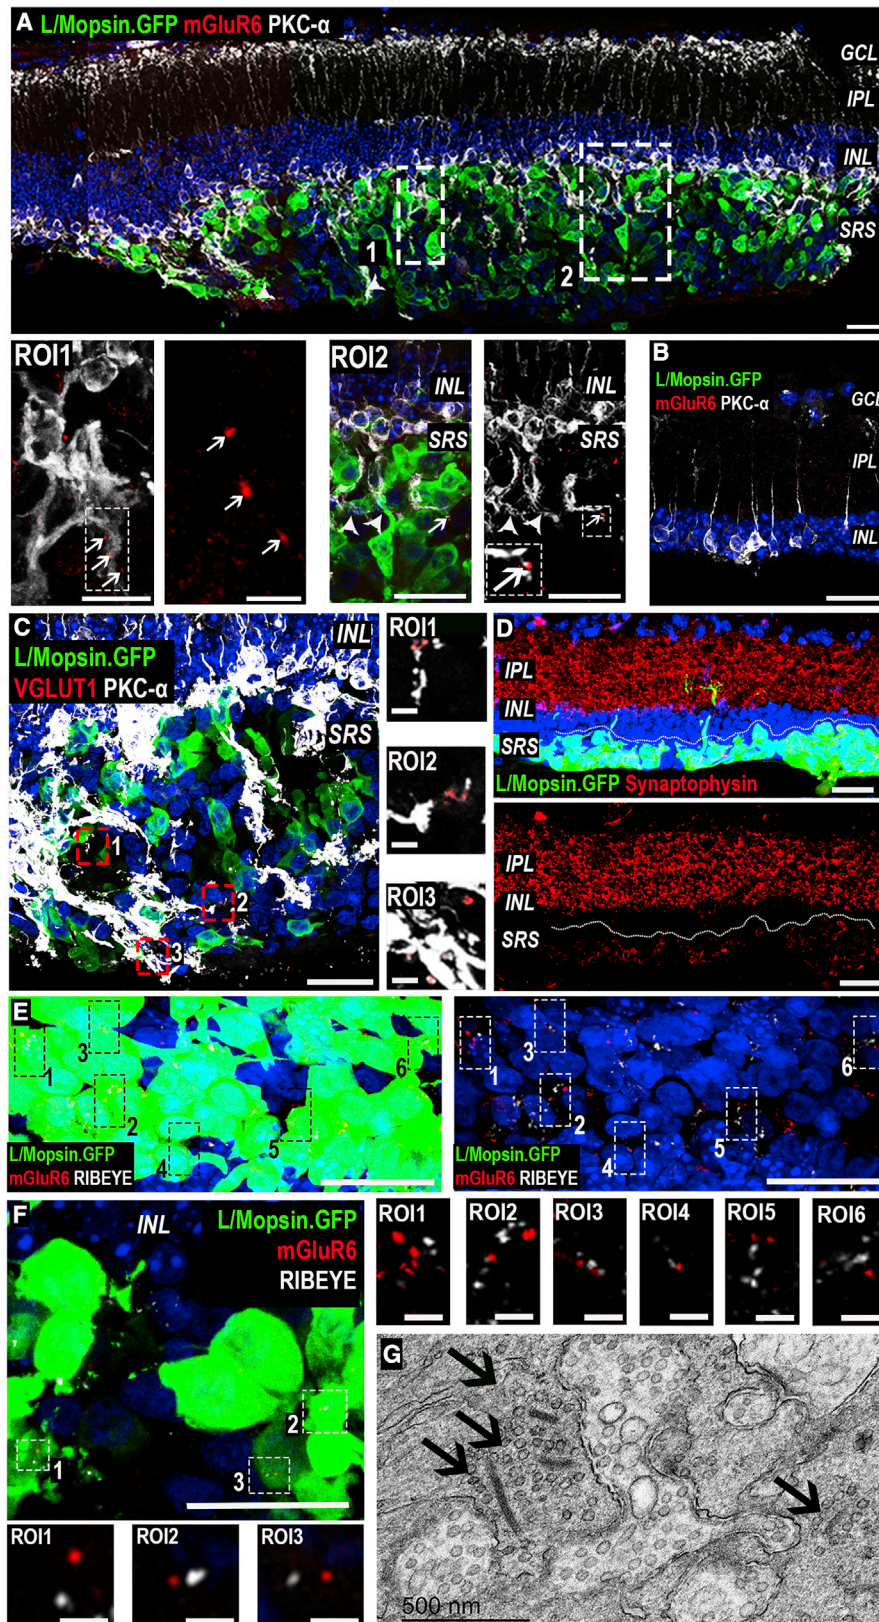 A L/Mopsin.GFP mGluR6 PKC-α
GCL
IPL
INL
SRS
1
2
ROI1
ROI2
INL
SRS
INL
SRS
B
L/Mopsin.GFP
mGluR6 PKC-α
GCL
IPL
INL
C
L/Mopsin.GFP
VGLUT1 PKC-α
INL
SRS
1
2
3
ROI1
ROI2
ROI3
D
IPL
INL
SRS
L/Mopsin.GFP Synaptophysin
IPL
INL
SRS
E
1
2
3
4
5
6
L/Mopsin.GFP
mGluR6 RIBEYE
1
2
3
4
5
6
L/Mopsin.GFP
mGluR6 RIBEYE
F
INL
L/Mopsin.GFP
mGluR6
RIBEYE
1
2
3
ROI1
ROI2
ROI3
ROI1
ROI2
ROI3
ROI4
ROI5
ROI6
G
500 nm